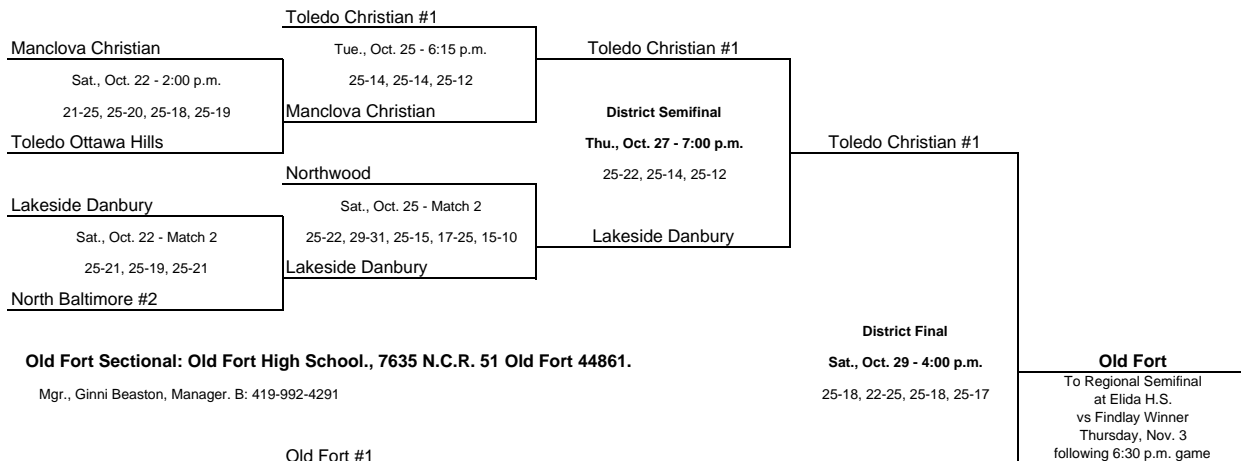 Toledo Christian #1
Manclova Christian
Tue., Oct. 25 - 6:15 p.m.
Toledo Christian #1
Sat., Oct. 22 - 2:00 p.m.
25-14, 25-14, 25-12
21-25, 25-20, 25-18, 25-19
Manclova Christian
District Semifinal
Toledo Ottawa Hills
Thu., Oct. 27 - 7:00 p.m.
Toledo Christian #1
Northwood
25-22, 25-14, 25-12
Lakeside Danbury
Sat., Oct. 25 - Match 2
Sat., Oct. 22 - Match 2
25-22, 29-31, 25-15, 17-25, 15-10
Lakeside Danbury
25-21, 25-19, 25-21
Lakeside Danbury
North Baltimore #2
District Final
Old Fort Sectional: Old Fort High School., 7635 N.C.R. 51 Old Fort 44861.
Sat., Oct. 29 - 4:00 p.m.
Old Fort
Mgr., Ginni Beaston, Manager. B: 419-992-4291
25-18, 22-25, 25-18, 25-17
To Regional Semifinal
at Elida H.S.
vs Findlay Winner
Thursday, Nov. 3
following 6:30 p.m. game
Old Fort #1